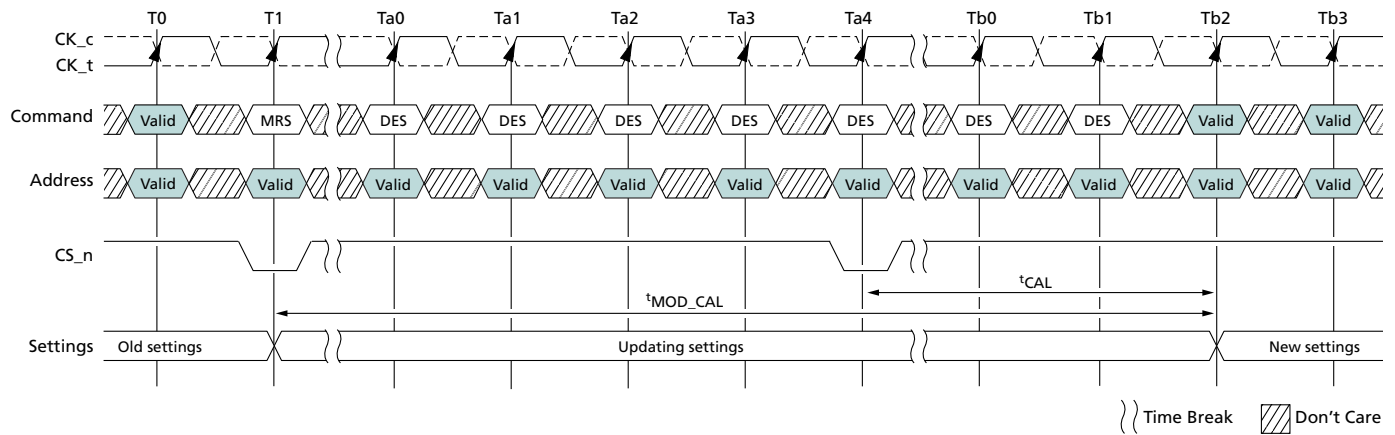 T0 T1 Ta0 Ta1 Ta2 Ta3 Ta4 Tb0 Tb1 Tb2 Tb3
CK_c
CK_t
Command Valid MRS DES DES DES DES DES DES DES Valid Valid
Address Valid Valid Valid Valid Valid Valid Valid Valid Valid Valid Valid
CS_n
tCAL
tMOD_CAL
Settings Old settings Updating settings New settings
Time Break Don't Care